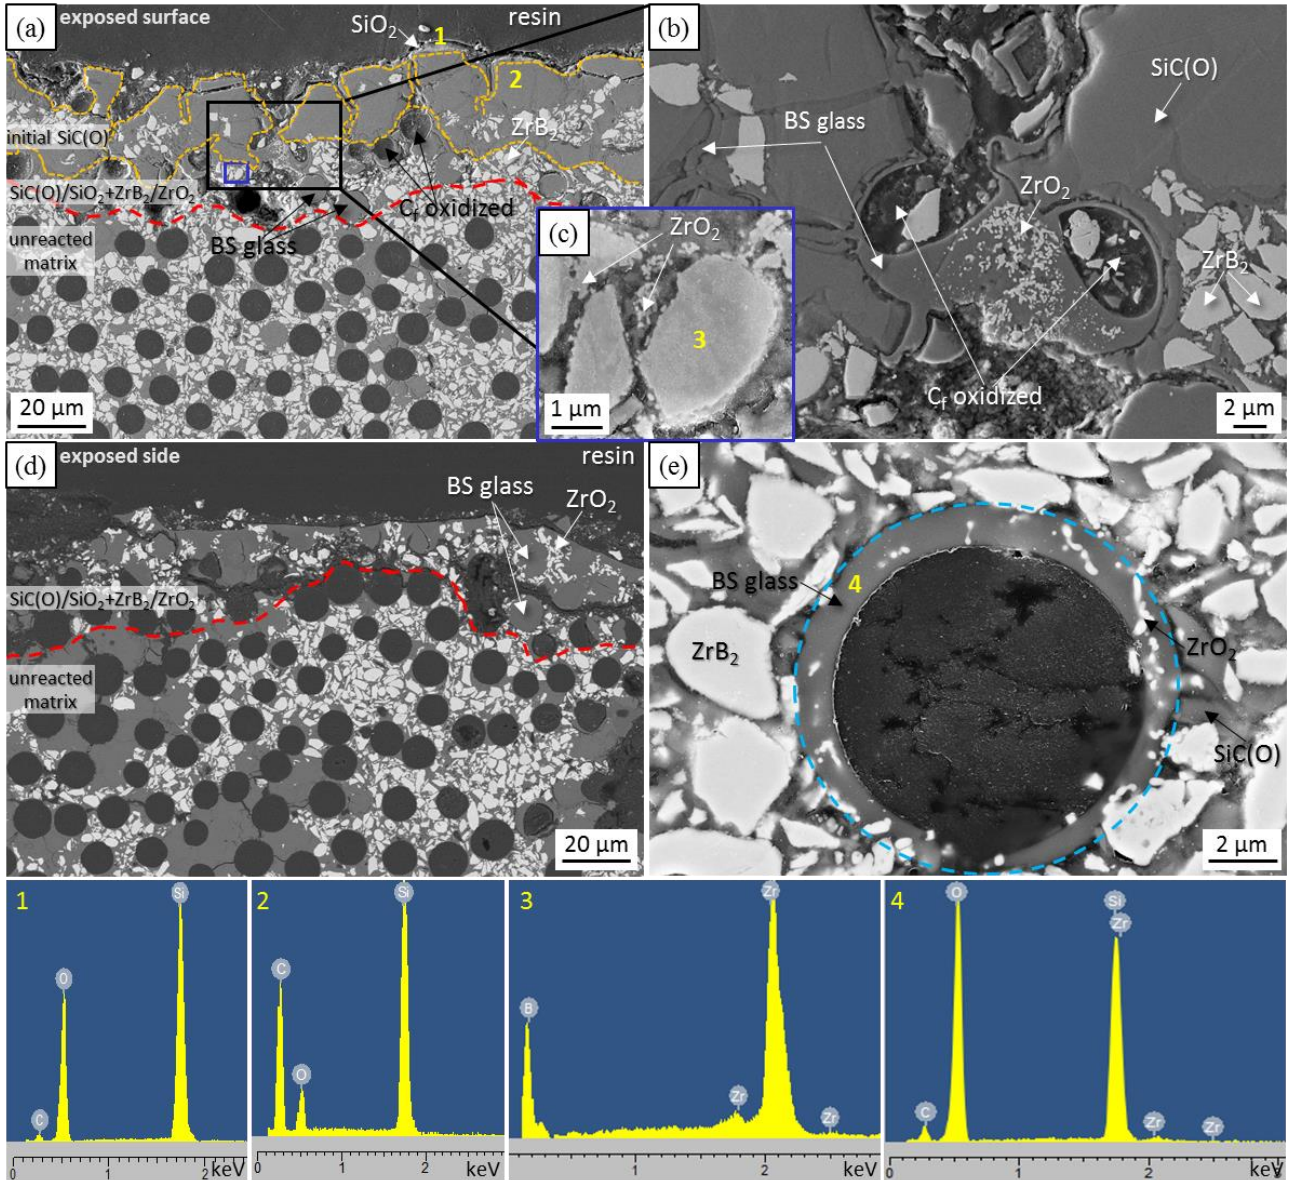 (a) exposed surface
resin
SiO₂
1
2
initial SiC(O)
ZrB₂
SiC(O)/SiO₂+ZrB₂/ZrO₂
Cf oxidized
BS glass
unreacted
matrix
20 µm
(b)
SiC(O)
BS glass
ZrO₂
ZrB₂
Cf oxidized
2 µm
(c)
ZrO₂
3
1 µm
(d) exposed side
resin
BS glass
ZrO₂
SiC(O)/SiO₂+ZrB₂/ZrO₂
unreacted
matrix
20 µm
(e)
BS glass
4
ZrB₂
ZrO₂
SiC(O)
2 µm
1
C
O
Si
0 1 2 keV
2
C
O
Si
0 1 2 keV
3
B
Zr
Zr
Zr
1 2 keV
4
C
O
Si
Zr
Zr
Zr
0 1 2 3
keV